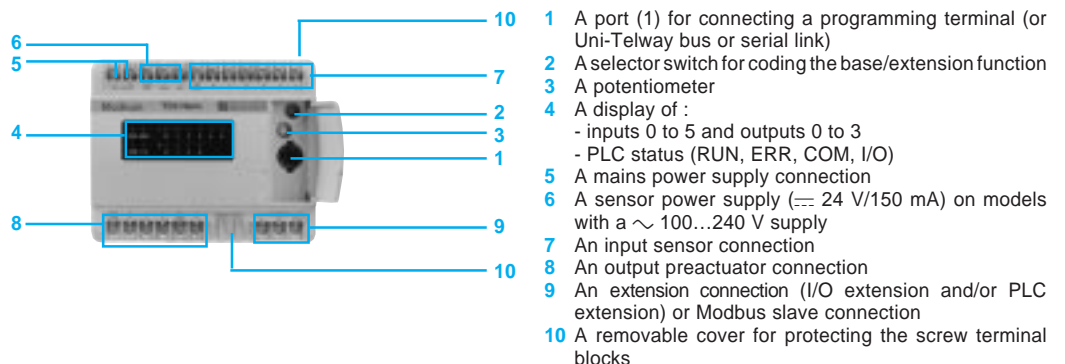 10
6
5
7
2
4
3
1
8
9
10
1 A port (1) for connecting a programming terminal (or
Uni-Telway bus or serial link)
2 A selector switch for coding the base/extension function
3 A potentiometer
4 A display of :
- inputs 0 to 5 and outputs 0 to 3
- PLC status (RUN, ERR, COM, I/O)
5 A mains power supply connection
6 A sensor power supply (⎓ 24 V/150 mA) on models
with a ∼ 100...240 V supply
7 An input sensor connection
8 An output preactuator connection
9 An extension connection (I/O extension and/or PLC
extension) or Modbus slave connection
10 A removable cover for protecting the screw terminal
blocks